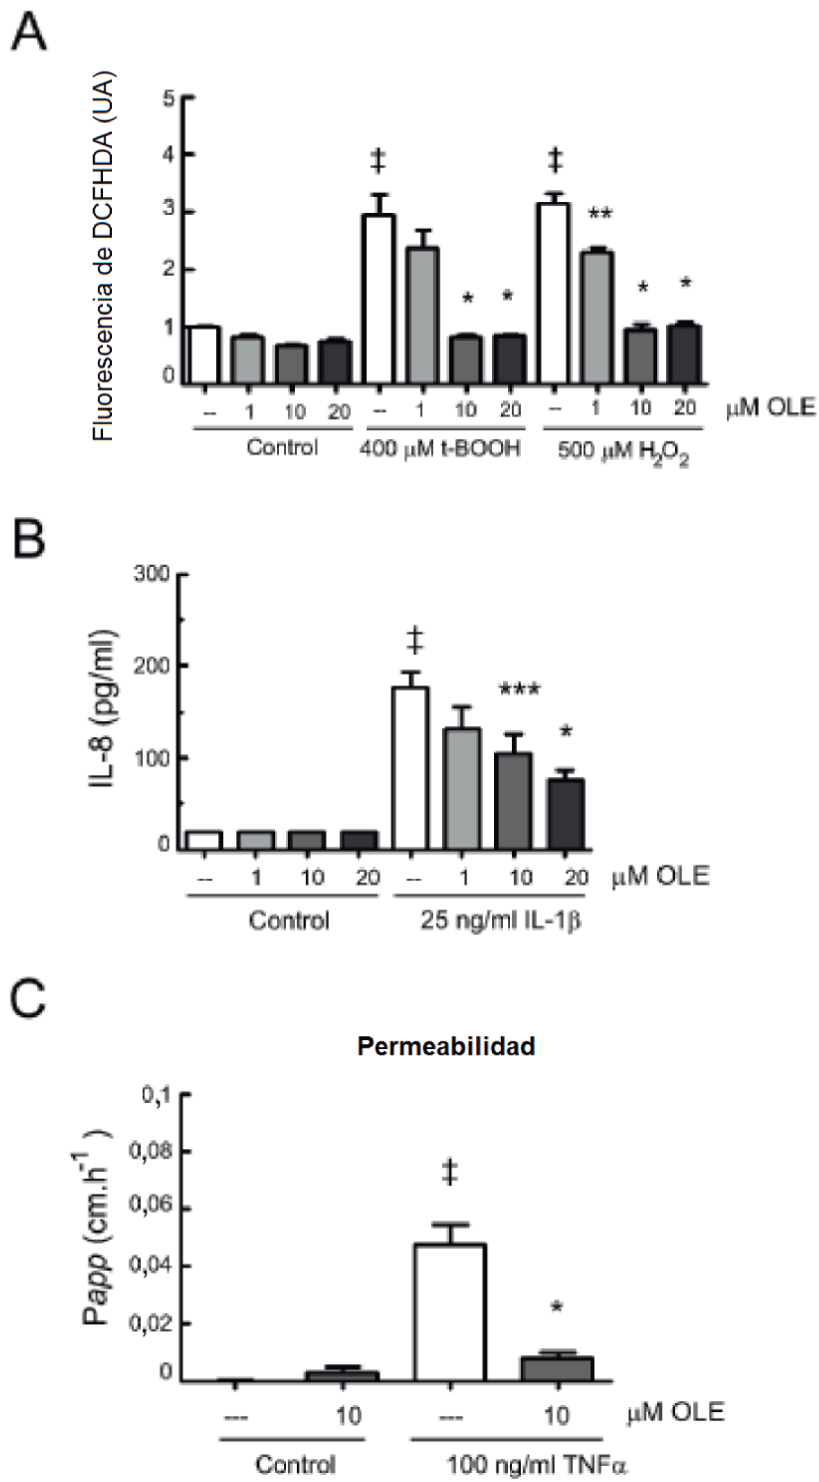 A
Fluorescencia de DCFHDA (UA)
5
4
3
2
1
0
‡
‡
**
*
*
*
*
-- 1 10 20 -- 1 10 20 -- 1 10 20 μM OLE
Control 400 μM t-BOOH 500 μM H₂O₂
B
IL-8 (pg/ml)
300
200
100
0
‡
***
*
-- 1 10 20 -- 1 10 20 μM OLE
Control 25 ng/ml IL-1β
C
Permeabilidad
Papp (cm.h⁻¹ )
0,1
0,08
0,06
0,04
0,02
0
‡
*
--- 10 --- 10 μM OLE
Control 100 ng/ml TNFα